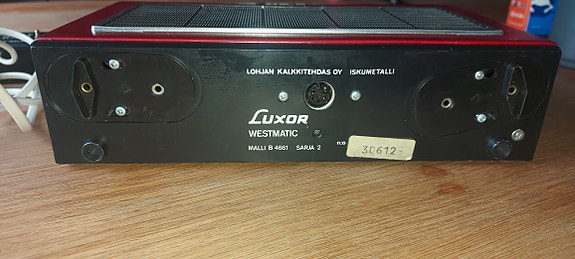 LOHJAN KALKKITEHDAS OY ISKUMETALLI
LUXOR
WESTMATIC
MALLI B 4661 SARJA 2 n:o 30612